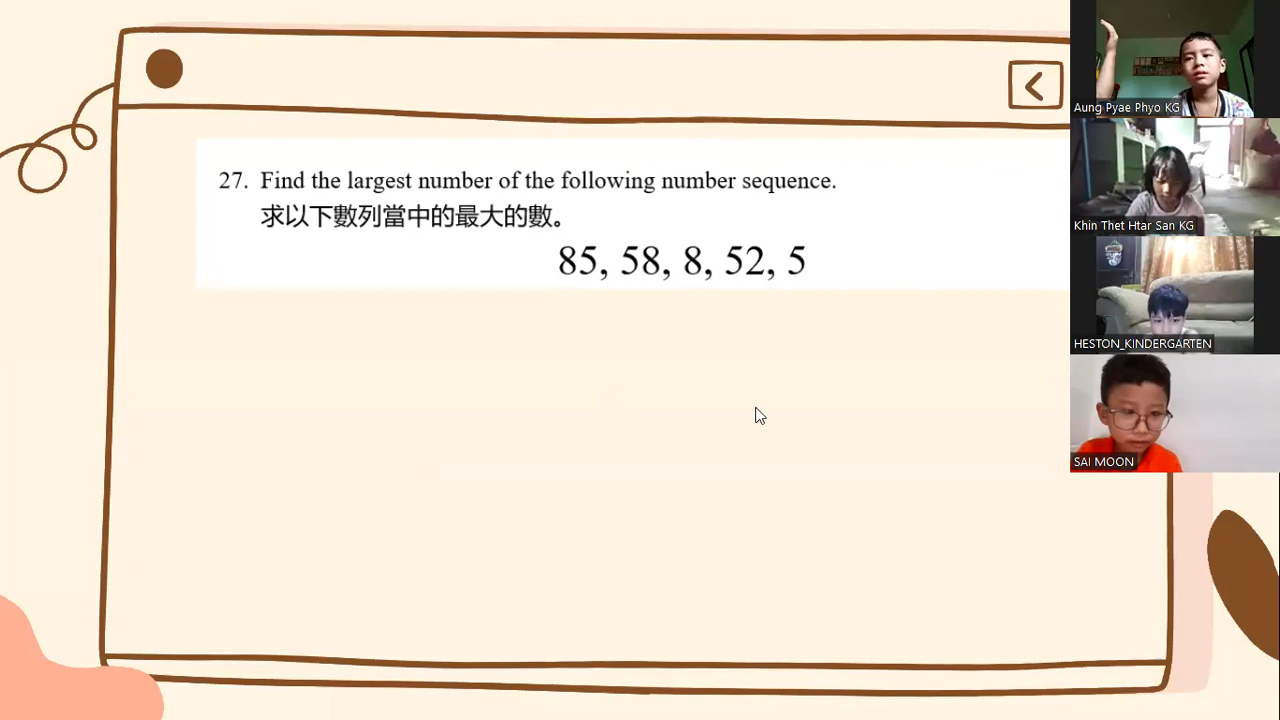 27. Find the largest number of the following number sequence.
求以下數列當中的最大的數。
85, 58, 8, 52, 5
Aung Pyae Phyo KG
Khin Thet Htar San KG
HESTON_KINDERGARTEN
SAI MOON